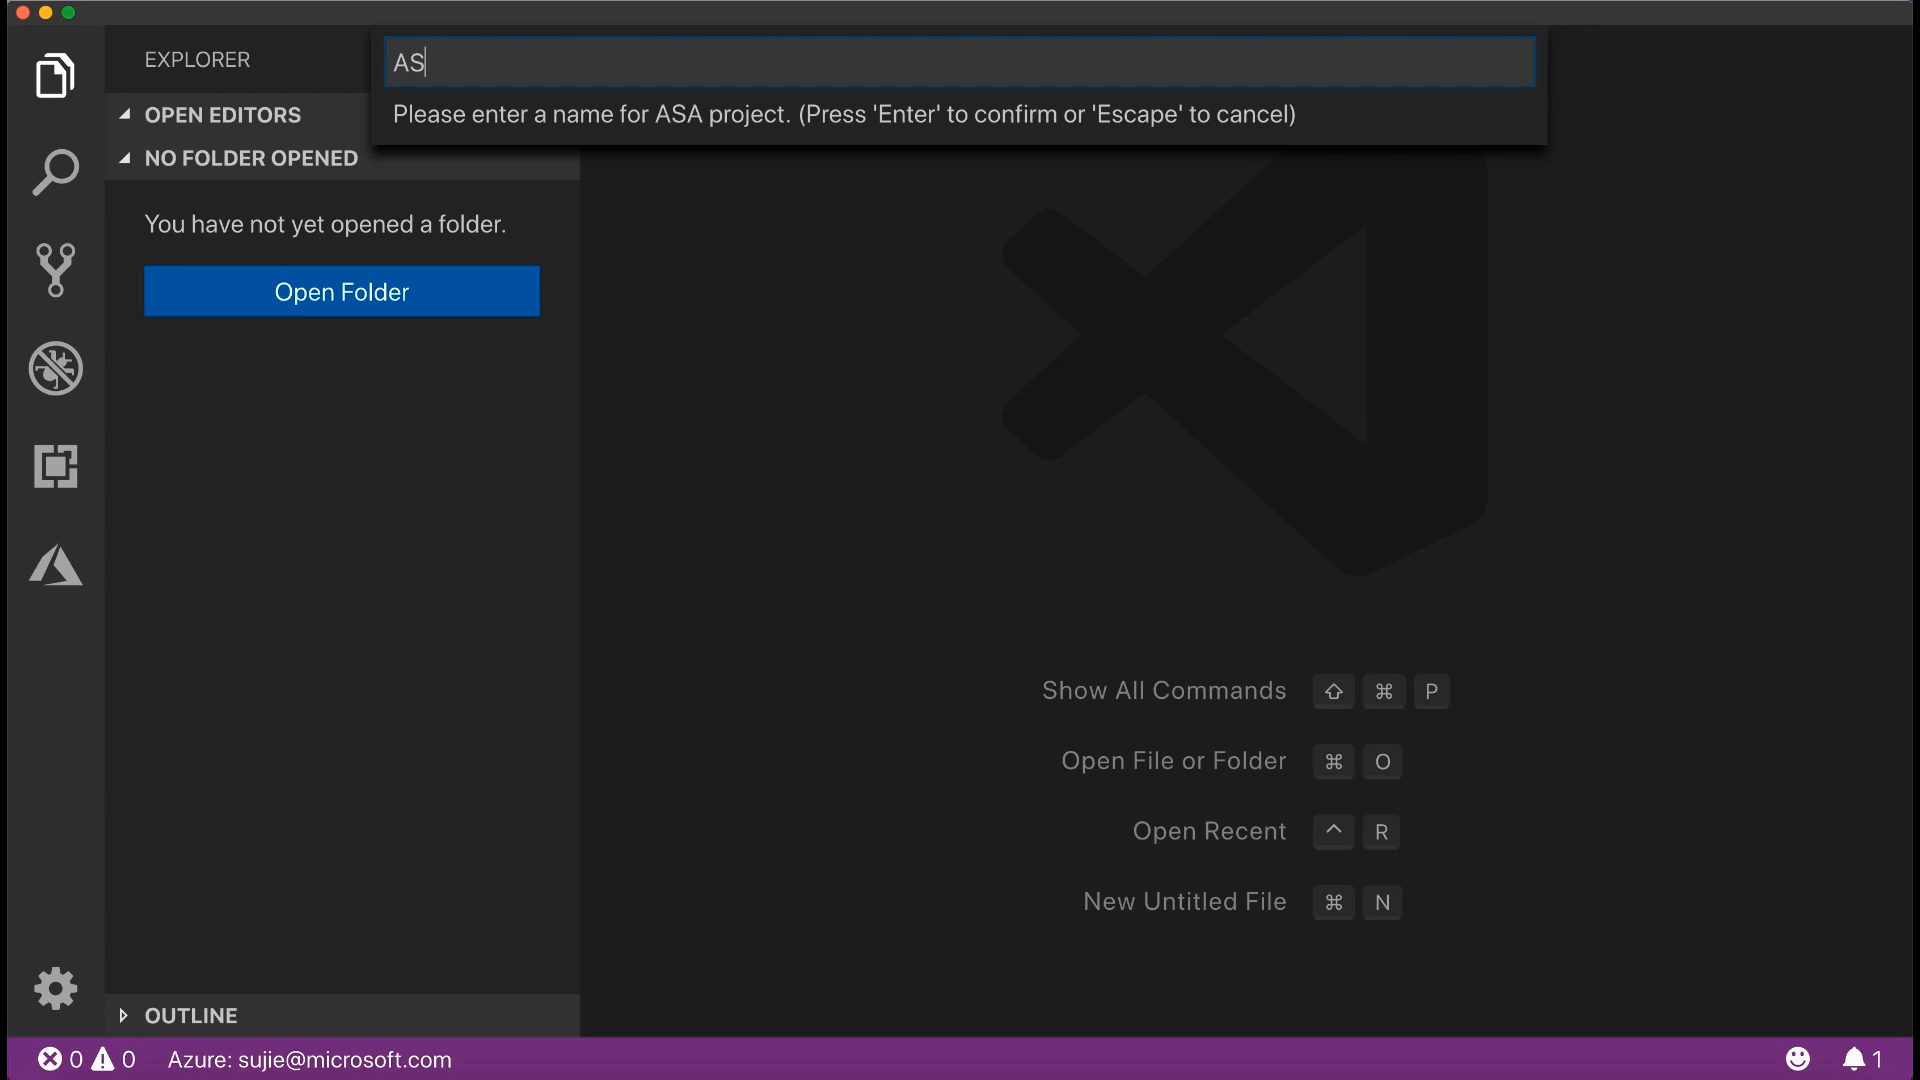 EXPLORER
AS
Please enter a name for ASA project. (Press 'Enter' to confirm or 'Escape' to cancel)
OPEN EDITORS
NO FOLDER OPENED
You have not yet opened a folder.
Open Folder
Show All Commands ⇧ ⌘ P
Open File or Folder ⌘ O
Open Recent ^ R
New Untitled File ⌘ N
OUTLINE
0 0 Azure: sujie@microsoft.com 1